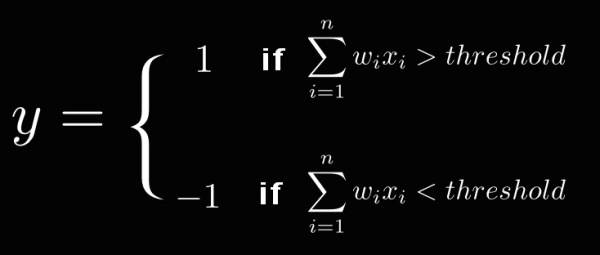 y = { 1 if ∑_{i=1}^{n} w_i x_i > threshold
-1 if ∑_{i=1}^{n} w_i x_i < threshold